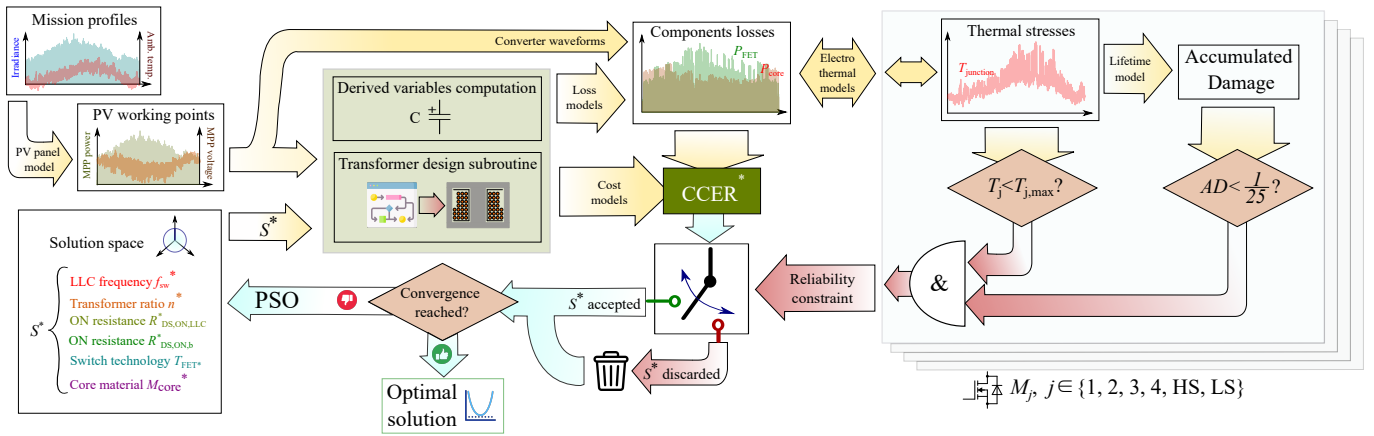 Mission profiles
Irradiance
Amb. temp.
PV panel
model
PV working points
MPP power
MPP voltage
Converter waveforms
Derived variables computation
C
Transformer design subroutine
Loss
models
Cost
models
S*
Components losses
P_FET
P_core
Electro
thermal
models
Thermal stresses
T_junction
Lifetime
model
Accumulated
Damage
CCER*
T_j<T_j,max?
AD<1/25?
&
Reliability
constraint
S* accepted
S* discarded
Convergence
reached?
PSO
Optimal
solution
Solution space
S*
LLC frequency f_sw*
Transformer ratio n*
ON resistance R*_DS,ON,LLC
ON resistance R*_DS,ON,b
Switch technology T_FET*
Core material M_core*
M_j, j∈{1, 2, 3, 4, HS, LS}